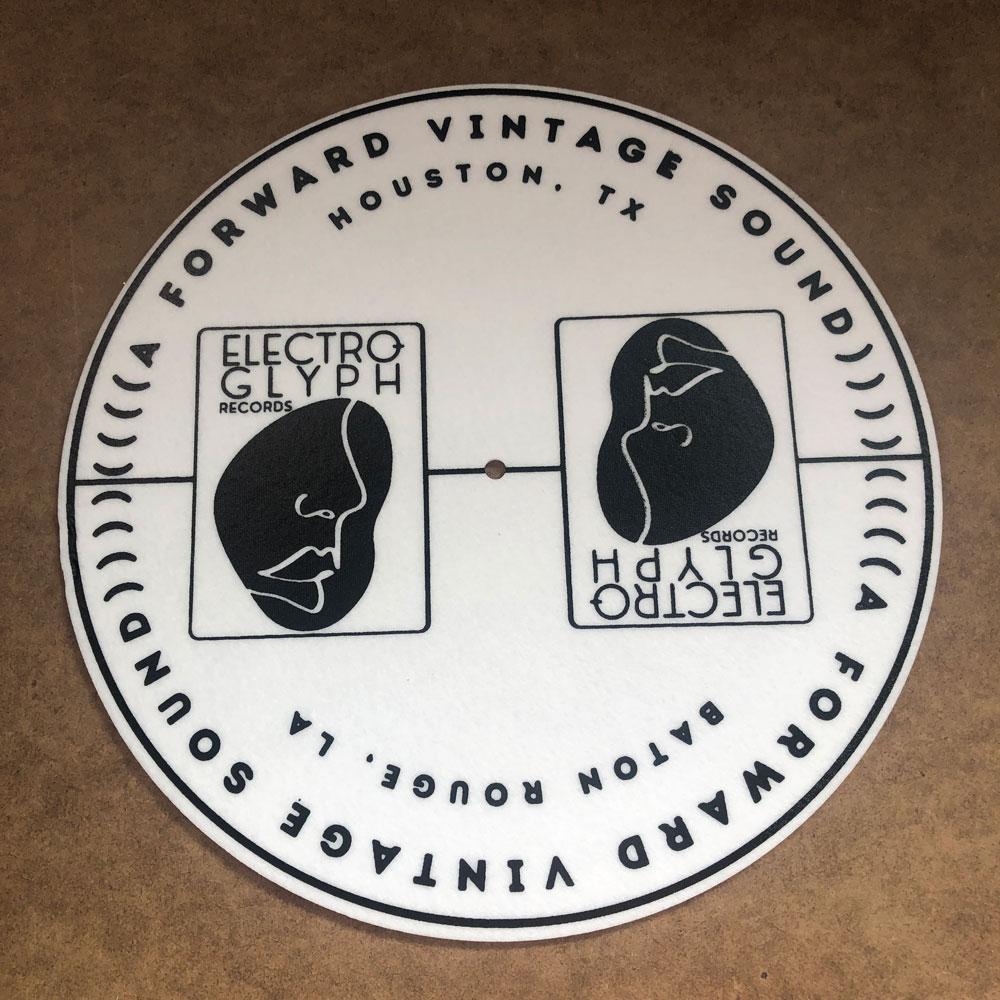 ((((A FORWARD VINTAGE SOUND))))
HOUSTON, TX
ELECTRO
GLYPH
RECORDS
ELECTRO
GLYPH
RECORDS
BATON ROUGE, LA
((((A FORWARD VINTAGE SOUND))))